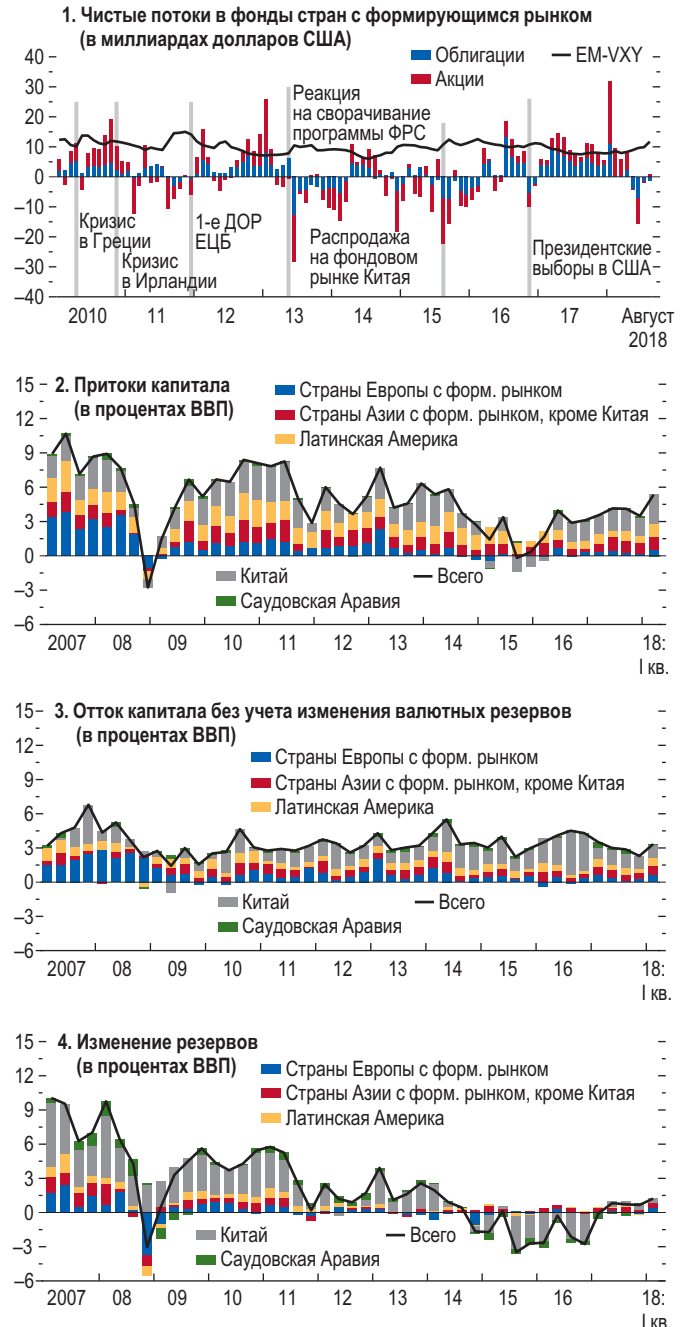 1. Чистые потоки в фонды стран с формирующимся рынком
(в миллиардах долларов США)
Облигации
EM-VXY
Акции
40
30
20
10
0
–10
–20
–30
–40
Реакция
на сворачивание
программы ФРС
Кризис
в Греции
Кризис
в Ирландии
1-е ДОР
ЕЦБ
Распродажа
на фондовом
рынке Китая
Президентские
выборы в США
2010 11 12 13 14 15 16 17 Август
2018
2. Притоки капитала
(в процентах ВВП)
Страны Европы с форм. рынком
Страны Азии с форм. рынком, кроме Китая
Латинская Америка
15
12
9
6
3
0
–3
–6
Китай
Всего
Саудовская Аравия
2007 08 09 10 11 12 13 14 15 16 18:
I кв.
3. Отток капитала без учета изменения валютных резервов
(в процентах ВВП)
Страны Европы с форм. рынком
Страны Азии с форм. рынком, кроме Китая
Латинская Америка
15
12
9
6
3
0
–3
–6
Китай
Всего
Саудовская Аравия
2007 08 09 10 11 12 13 14 15 16 18:
I кв.
4. Изменение резервов
(в процентах ВВП)
Страны Европы с форм. рынком
Страны Азии с форм. рынком, кроме Китая
Латинская Америка
15
12
9
6
3
0
–3
–6
Китай
Всего
Саудовская Аравия
2007 08 09 10 11 12 13 14 15 16 18:
I кв.